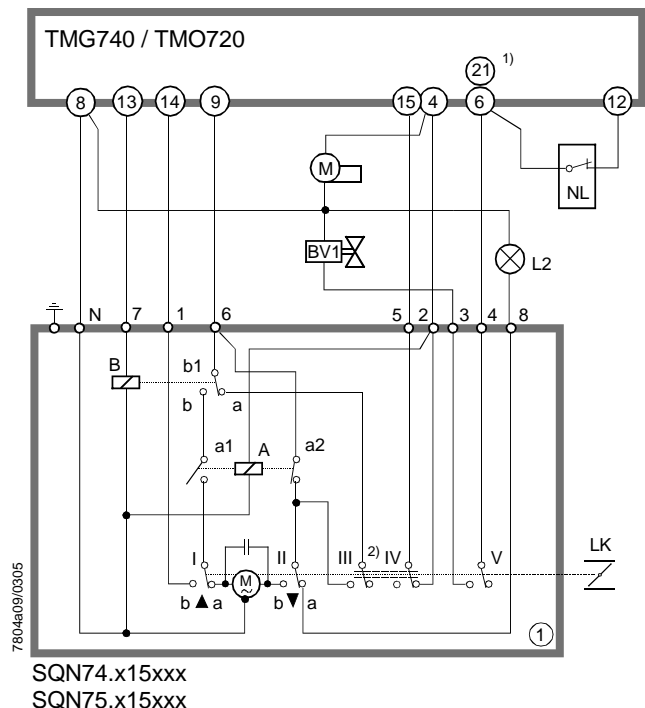 TMG740 / TMO720
21 1)
8 13 14 9 15 4 6 12
M
NL
BV1
L2
N 7 1 6 5 2 3 4 8
B b1
b a
a1 A a2
I II III 2) IV V LK
M
~
b ▲ a b ▼ a
1
7804a09/0305
SQN74.x15xxx
SQN75.x15xxx